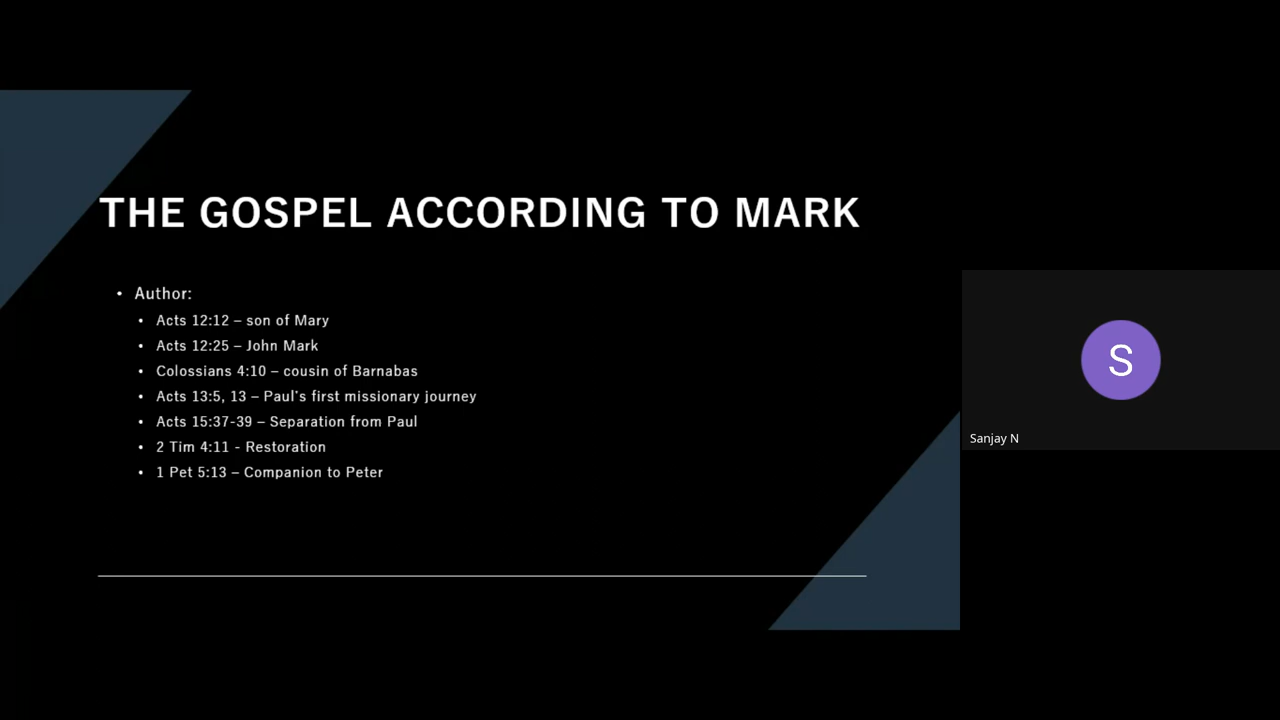 THE GOSPEL ACCORDING TO MARK
• Author:
• Acts 12:12 – son of Mary
• Acts 12:25 – John Mark
• Colossians 4:10 – cousin of Barnabas
• Acts 13:5, 13 – Paul's first missionary journey
• Acts 15:37-39 – Separation from Paul
• 2 Tim 4:11 - Restoration
• 1 Pet 5:13 – Companion to Peter
S
Sanjay N